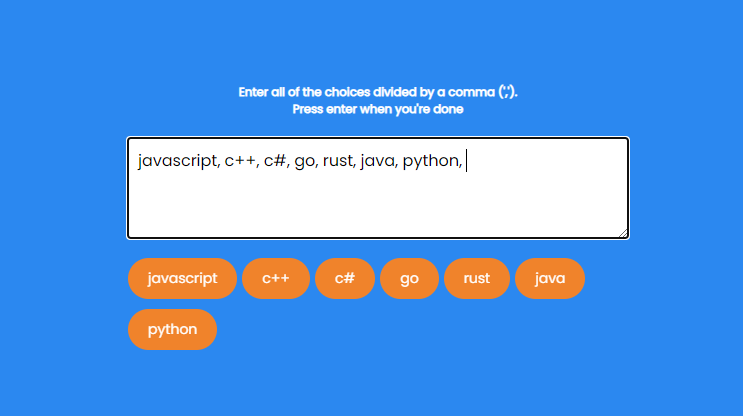 Enter all of the choices divided by a comma (',').
Press enter when you're done
javascript, c++, c#, go, rust, java, python,
javascript c++ c# go rust java
python